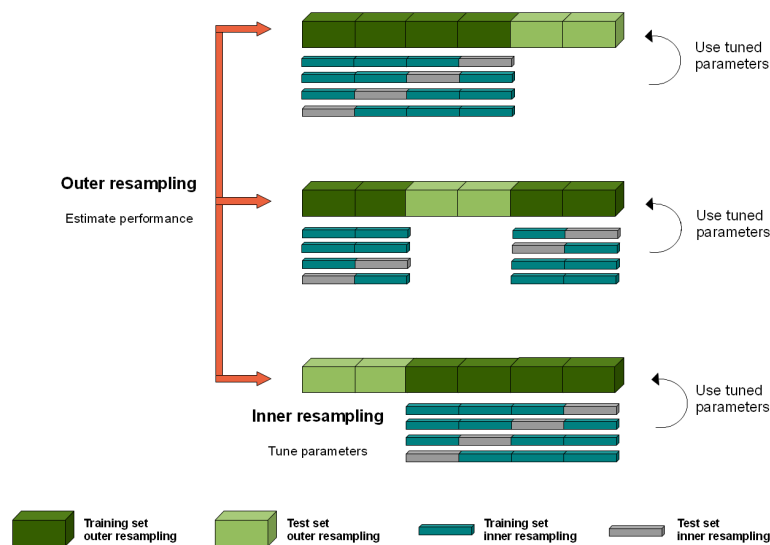 Use tuned
parameters
Outer resampling
Estimate performance
Use tuned
parameters
Inner resampling
Tune parameters
Use tuned
parameters
Training set
outer resampling
Test set
outer resampling
Training set
inner resampling
Test set
inner resampling